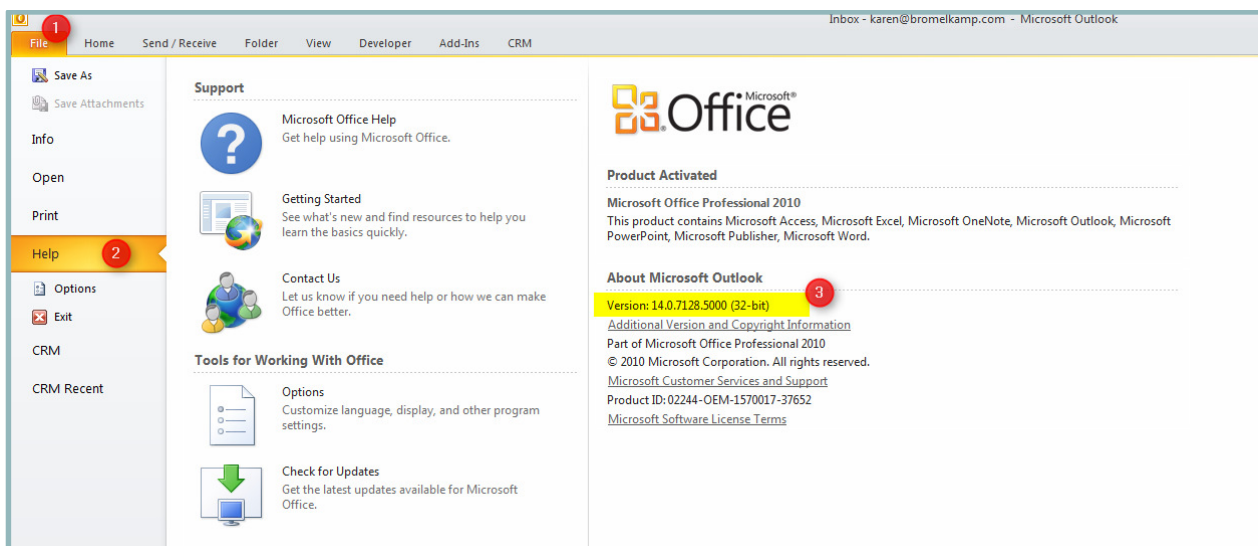 Inbox - karen@bromelkamp.com - Microsoft Outlook
1
File Home Send / Receive Folder View Developer Add-Ins CRM
Save As
Save Attachments
Info
Open
Print
Help 2
Options
Exit
CRM
CRM Recent
Support
Microsoft Office Help
Get help using Microsoft Office.
Getting Started
See what's new and find resources to help you
learn the basics quickly.
Contact Us
Let us know if you need help or how we can make
Office better.
Tools for Working With Office
Options
Customize language, display, and other program
settings.
Check for Updates
Get the latest updates available for Microsoft
Office.
Microsoft®
Office
Product Activated
Microsoft Office Professional 2010
This product contains Microsoft Access, Microsoft Excel, Microsoft OneNote, Microsoft Outlook, Microsoft
PowerPoint, Microsoft Publisher, Microsoft Word.
About Microsoft Outlook
3
Version: 14.0.7128.5000 (32-bit)
Additional Version and Copyright Information
Part of Microsoft Office Professional 2010
© 2010 Microsoft Corporation. All rights reserved.
Microsoft Customer Services and Support
Product ID: 02244-OEM-1570017-37652
Microsoft Software License Terms